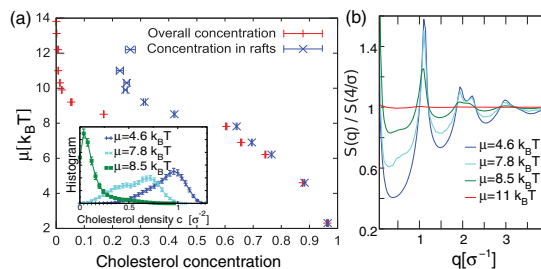 (a)
Overall concentration
Concentration in rafts
μ[k_BT]
14
12
10
8
6
4
2
0 0.1 0.2 0.3 0.4 0.5 0.6 0.7 0.8 0.9 1
Cholesterol concentration
μ=4.6 k_BT
μ=7.8 k_BT
μ=8.5 k_BT
Histogram
0 0.5 1
Cholesterol density c [σ⁻²]
(b)
S(q) / S(4/σ)
1.4
1
0.6
0.2
μ=4.6 k_BT
μ=7.8 k_BT
μ=8.5 k_BT
μ=11 k_BT
0 1 2 3
q[σ⁻¹]